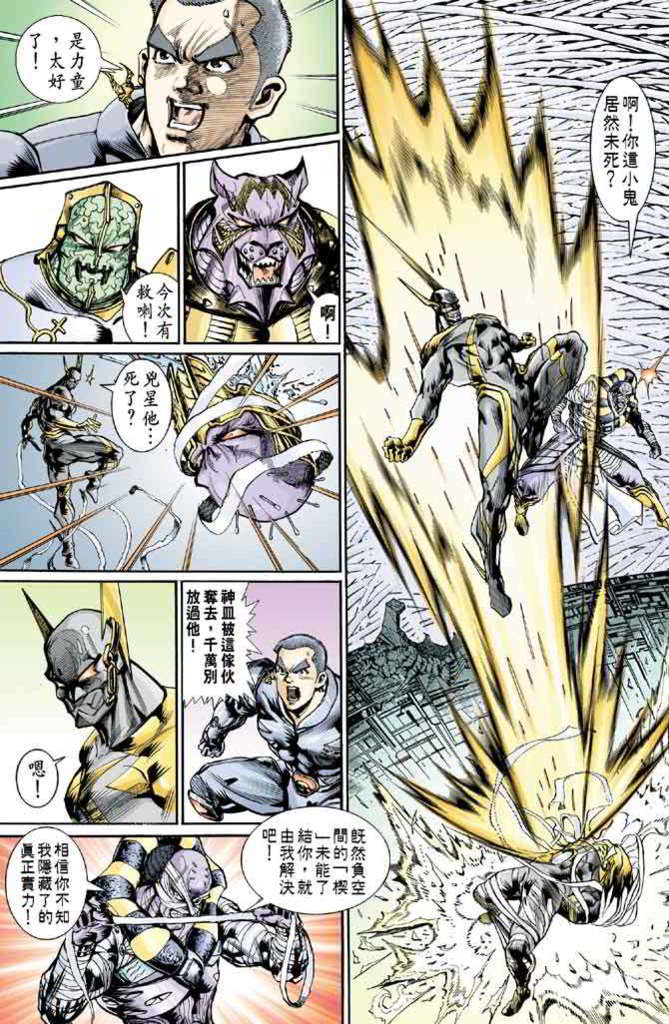 啊！你這小鬼
居然未死？
是力童
，太好
了！
啊！
今次有
救喇！
兇星他…
死了？
神皿被這傢伙
奪去，千萬別
放過他！
嗯！
既然負空
間的「楔
」未能了
結你，就
由我解決
吧！
相信你不知
我隱藏了的
真正實力！